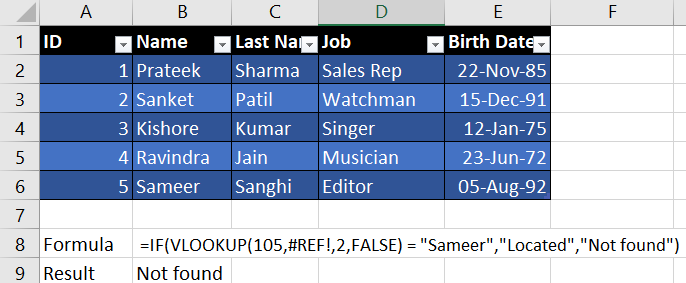 A B C D E F
1 ID Name Last Nar Job Birth Date
2 1 Prateek Sharma Sales Rep 22-Nov-85
3 2 Sanket Patil Watchman 15-Dec-91
4 3 Kishore Kumar Singer 12-Jan-75
5 4 Ravindra Jain Musician 23-Jun-72
6 5 Sameer Sanghi Editor 05-Aug-92
7
8 Formula =IF(VLOOKUP(105,#REF!,2,FALSE) = "Sameer","Located","Not found")
9 Result Not found